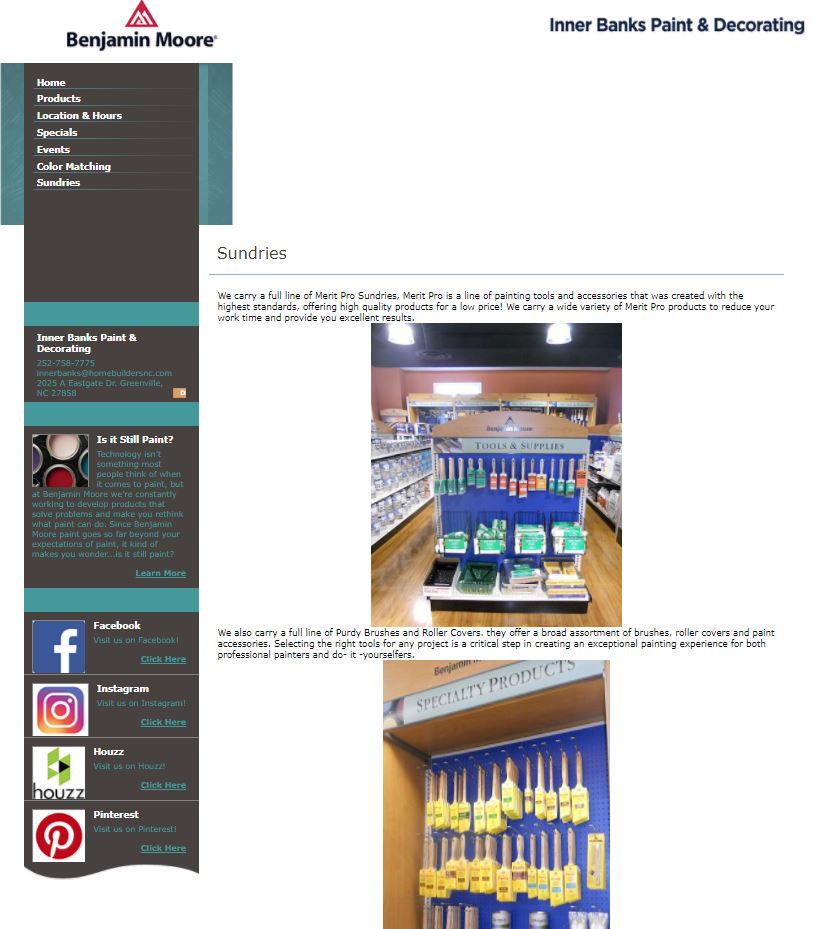 Benjamin Moore®
Inner Banks Paint & Decorating
Home
Products
Location & Hours
Specials
Events
Color Matching
Sundries
Inner Banks Paint &
Decorating
252-758-7775
innerbanks@homebuildersnc.com
2025 A Eastgate Dr. Greenville,
NC 27858
Is it Still Paint?
Technology isn't
something most
people think of when
it comes to paint, but
at Benjamin Moore we're constantly
working to develop products that
solve problems and make you rethink
what paint can do. Since Benjamin
Moore paint goes so far beyond your
expectations of paint, it kind of
makes you wonder...is it still paint?
Learn More
Facebook
Visit us on Facebook!
Click Here
Instagram
Visit us on Instagram!
Click Here
houzz
Houzz
Visit us on Houzz!
Click Here
Pinterest
Visit us on Pinterest!
Click Here
Sundries
We carry a full line of Merit Pro Sundries, Merit Pro is a line of painting tools and accessories that was created with the
highest standards, offering high quality products for a low price! We carry a wide variety of Merit Pro products to reduce your
work time and provide you excellent results.
Benjamin Moore
TOOLS & SUPPLIES
We also carry a full line of Purdy Brushes and Roller Covers. they offer a broad assortment of brushes, roller covers and paint
accessories. Selecting the right tools for any project is a critical step in creating an exceptional painting experience for both
professional painters and do- it -yourselfers.
Benjamin
SPECIALTY PRODUCTS